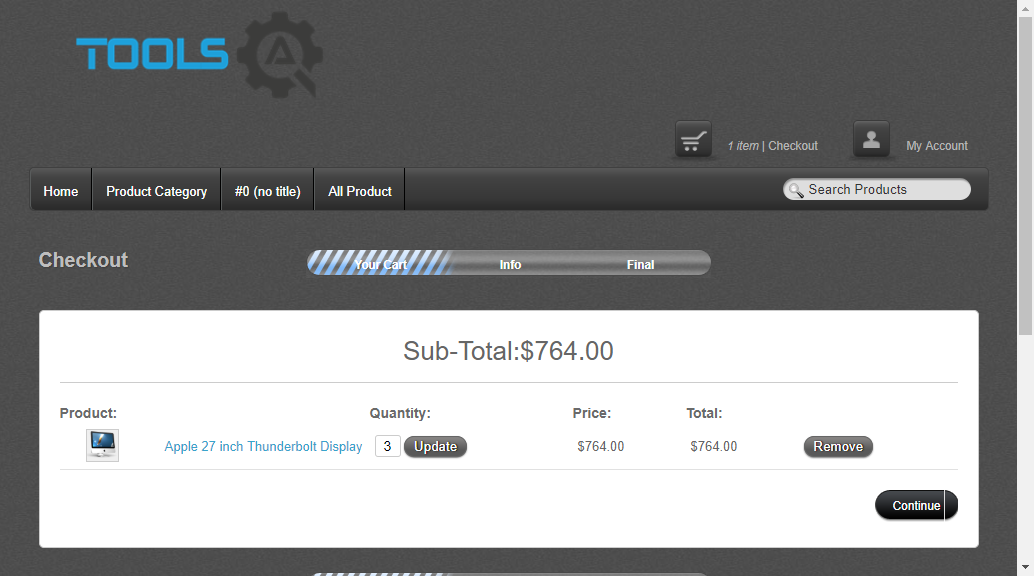 TOOLS QA
1 item | Checkout
My Account
Home
Product Category
#0 (no title)
All Product
Search Products
Checkout
Your Cart
Info
Final
Sub-Total:$764.00
Product:
Quantity:
Price:
Total:
Apple 27 inch Thunderbolt Display
3
Update
$764.00
$764.00
Remove
Continue